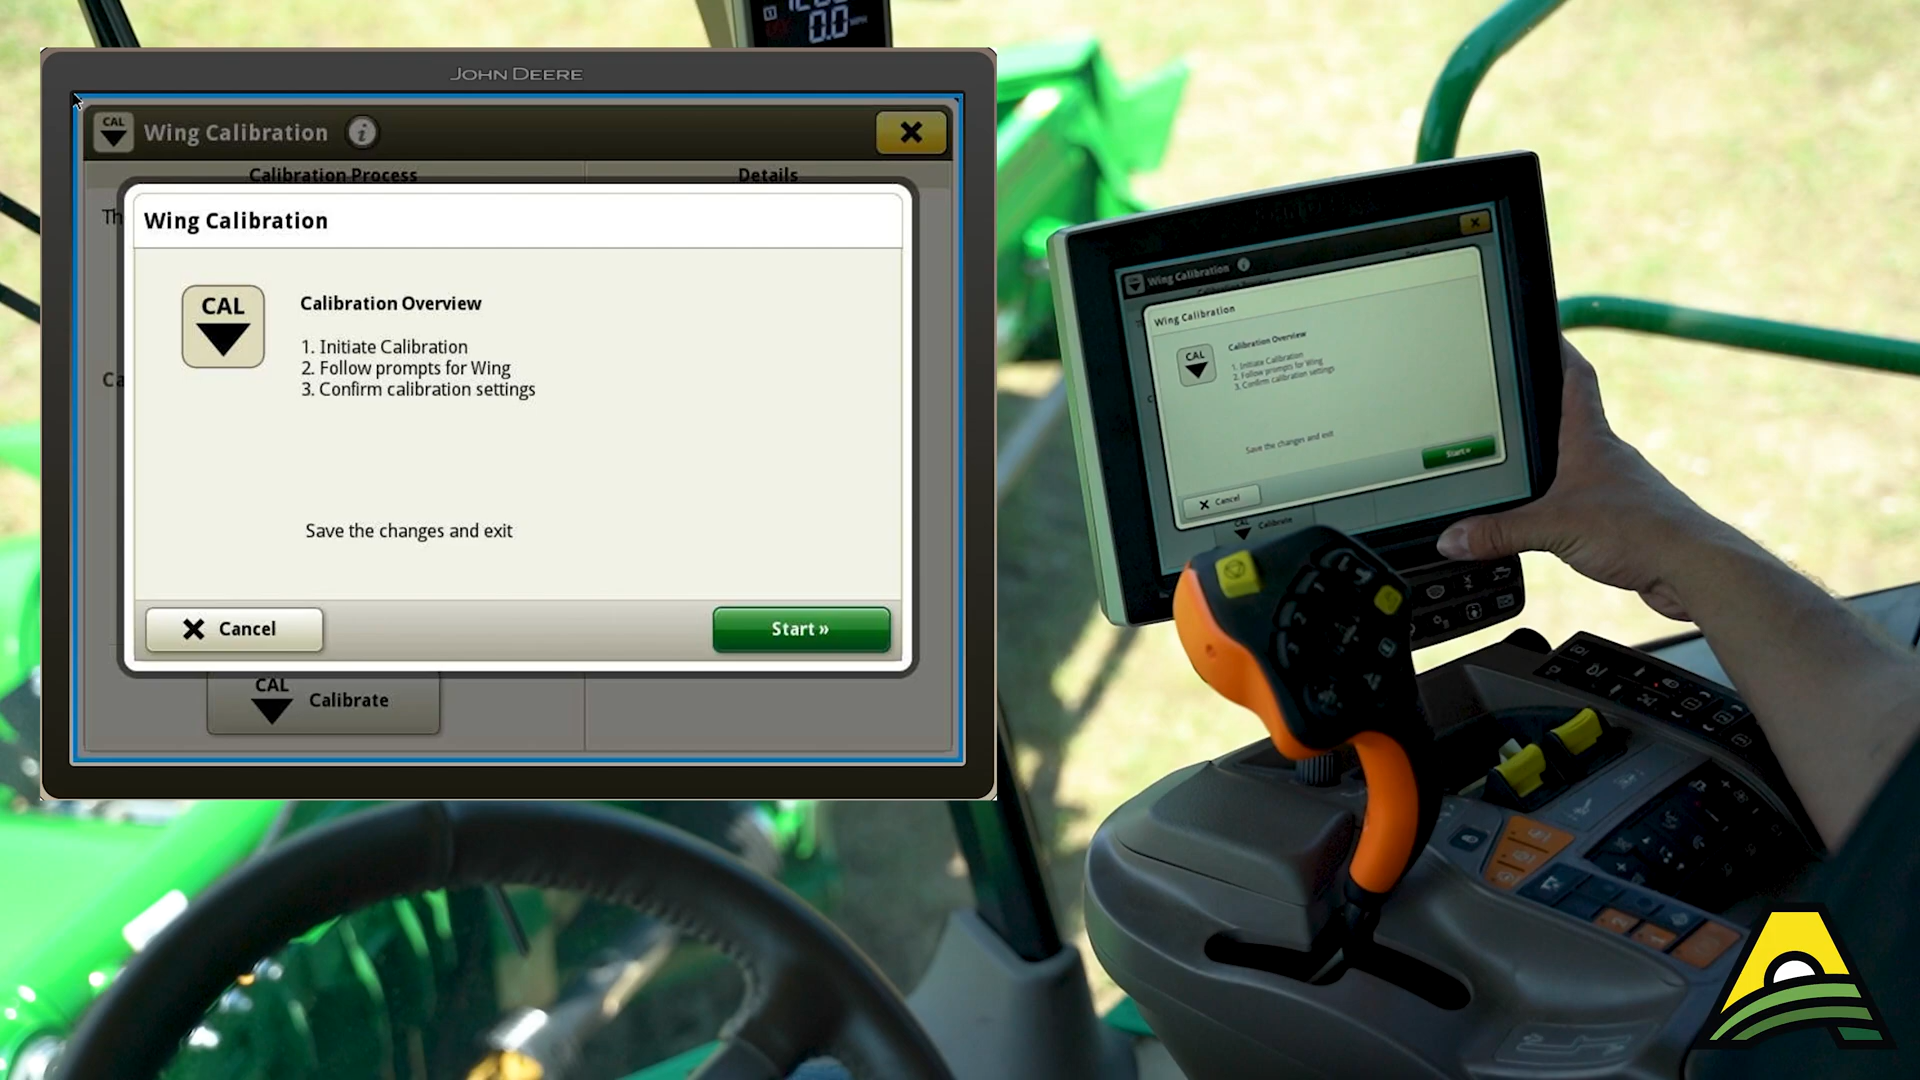 0.0 MPH
JOHN DEERE
CAL
Wing Calibration
i
Calibration Process
Details
Th
Wing Calibration
CAL
Calibration Overview
1. Initiate Calibration
2. Follow prompts for Wing
3. Confirm calibration settings
Ca
Save the changes and exit
Cancel
Start »
CAL
Calibrate
Wing Calibration
Wing Calibration
CAL
Calibration Overview
1. Initiate Calibration
2. Follow prompts for Wing
3. Confirm calibration settings
Save the changes and exit
Start »
Cancel
CAL
Calibrate